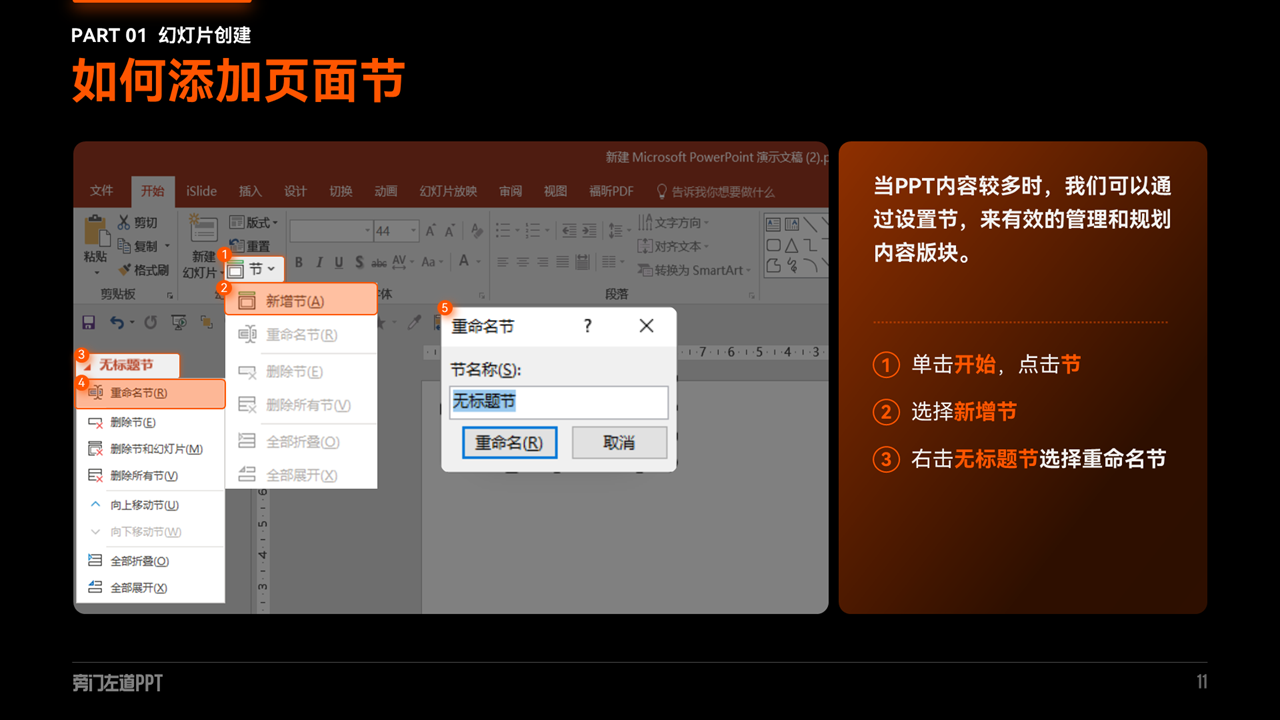 PART 01 幻灯片创建
如何添加页面节
新建 Microsoft PowerPoint 演示文稿 (2).p
文件 开始 iSlide 插入 设计 切换 动画 幻灯片放映 审阅 视图 福昕PDF 告诉我你想要做什么
粘贴
剪切
复制
格式刷
剪贴板
新建
幻灯片
版式
重置
1
节
44
B I U S abc AV Aa A
文字方向
对齐文本
转换为 SmartArt
段落
2
新增节(A)
重命名节(R)
删除节(E)
删除所有节(V)
全部折叠(O)
全部展开(X)
3
无标题节
4
重命名节(R)
删除节(E)
删除节和幻灯片(M)
删除所有节(V)
向上移动节(U)
向下移动节(W)
全部折叠(O)
全部展开(X)
5
重命名节 ?
节名称(S):
无标题节
重命名(R) 取消
7 6 5 4 3
6
5
4
3
当PPT内容较多时，我们可以通
过设置节，来有效的管理和规划
内容版块。
1 单击开始，点击节
2 选择新增节
3 右击无标题节选择重命名节
旁门左道PPT
11